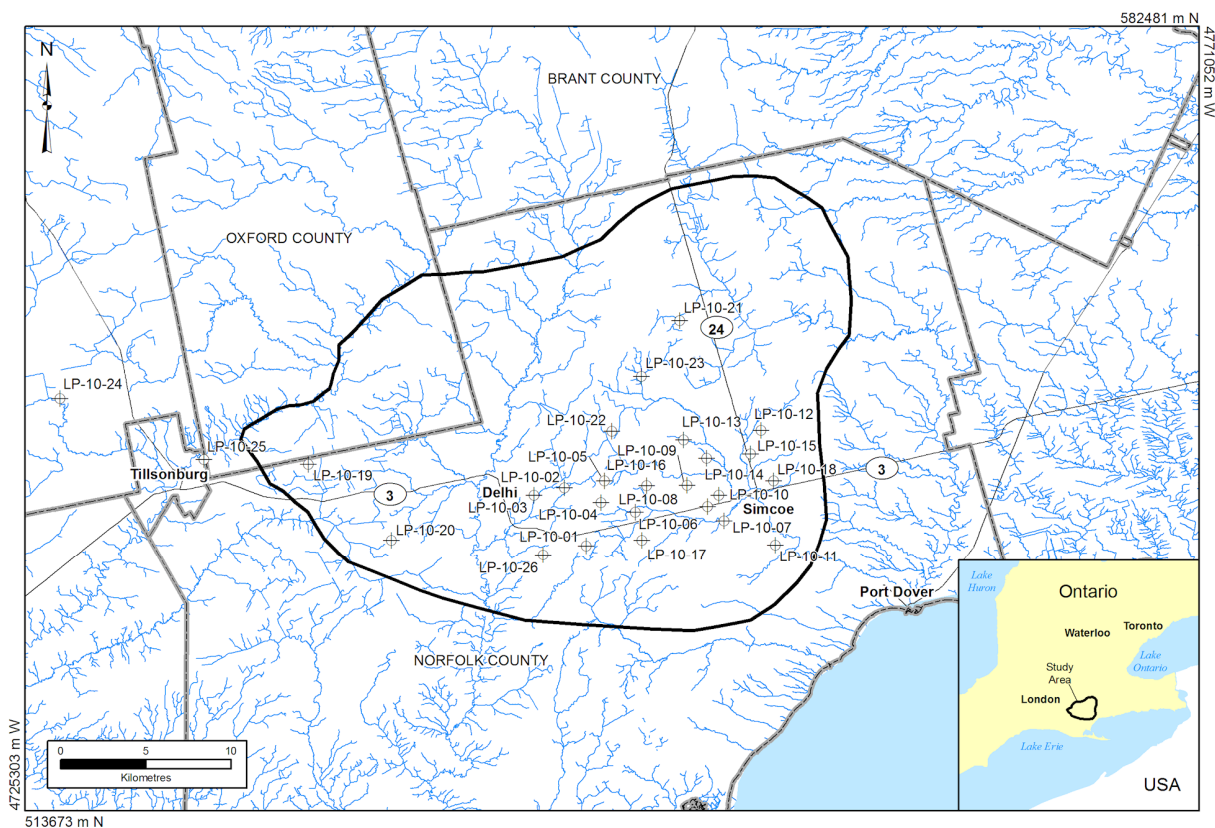 582481 m N
4771052 m W
N
BRANT COUNTY
OXFORD COUNTY
LP-10-21
24
LP-10-23
LP-10-24
LP-10-22
LP-10-13
LP-10-12
LP-10-25
LP-10-05
LP-10-09
LP-10-15
Tillsonburg
LP-10-19
LP-10-02
LP-10-16
LP-10-14
LP-10-18
3
3
Delhi
LP-10-03
LP-10-04
LP-10-08
LP-10-10
Simcoe
LP-10-20
LP-10-01
LP-10-06
LP-10-07
LP-10-26
LP-10-17
LP-10-11
Port Dover
NORFOLK COUNTY
Lake
Huron
Ontario
Waterloo
Toronto
Lake
Ontario
Study
Area
London
Lake Erie
USA
0 5 10
Kilometres
4725303 m W
513673 m N